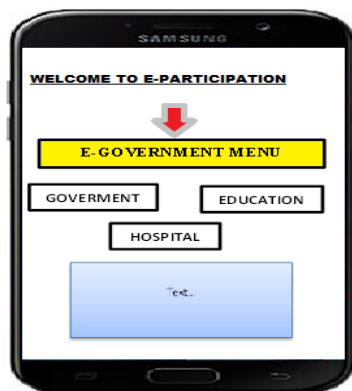 SAMSUNG
WELCOME TO E-PARTICIPATION
E-GOVERNMENT MENU
GOVERMENT
EDUCATION
HOSPITAL
Text..